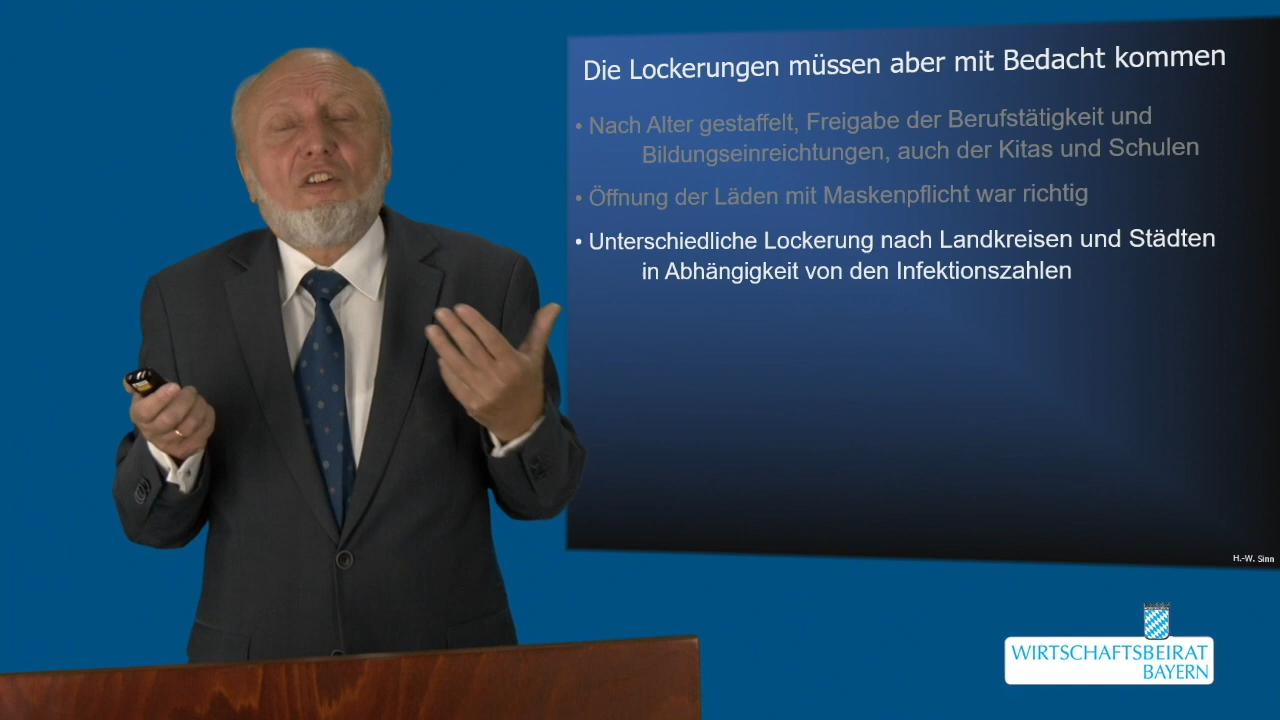 Die Lockerungen müssen aber mit Bedacht kommen
• Nach Alter gestaffelt, Freigabe der Berufstätigkeit und
Bildungseinrichtungen, auch der Kitas und Schulen
• Öffnung der Läden mit Maskenpflicht war richtig
• Unterschiedliche Lockerung nach Landkreisen und Städten
in Abhängigkeit von den Infektionszahlen
H.-W. Sinn
WIRTSCHAFTSBEIRAT
BAYERN